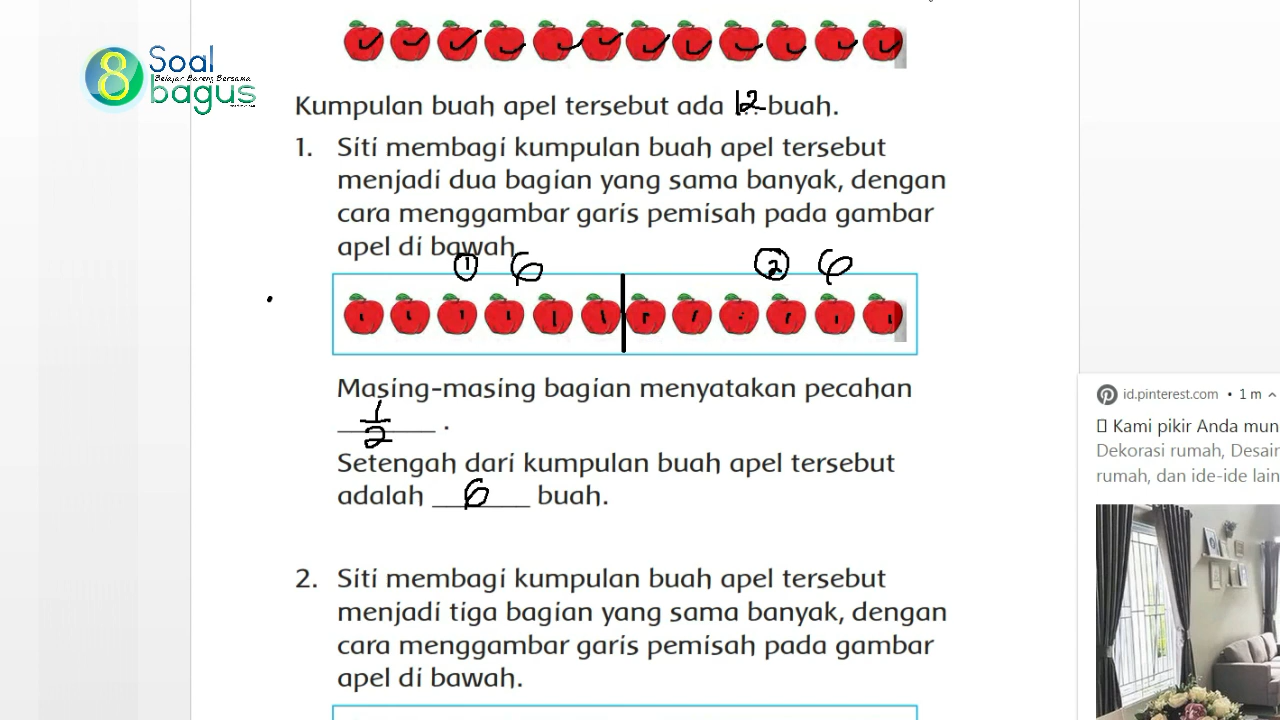 8 Soal
Belajar Bareng Bersama
bagus
Kumpulan buah apel tersebut ada 12 buah.
1. Siti membagi kumpulan buah apel tersebut
menjadi dua bagian yang sama banyak, dengan
cara menggambar garis pemisah pada gambar
apel di bawah.
1 6 2 6
Masing-masing bagian menyatakan pecahan
1/2 .
Setengah dari kumpulan buah apel tersebut
adalah 6 buah.
2. Siti membagi kumpulan buah apel tersebut
menjadi tiga bagian yang sama banyak, dengan
cara menggambar garis pemisah pada gambar
apel di bawah.
id.pinterest.com • 1 m
Kami pikir Anda mun
Dekorasi rumah, Desain
rumah, dan ide-ide lain